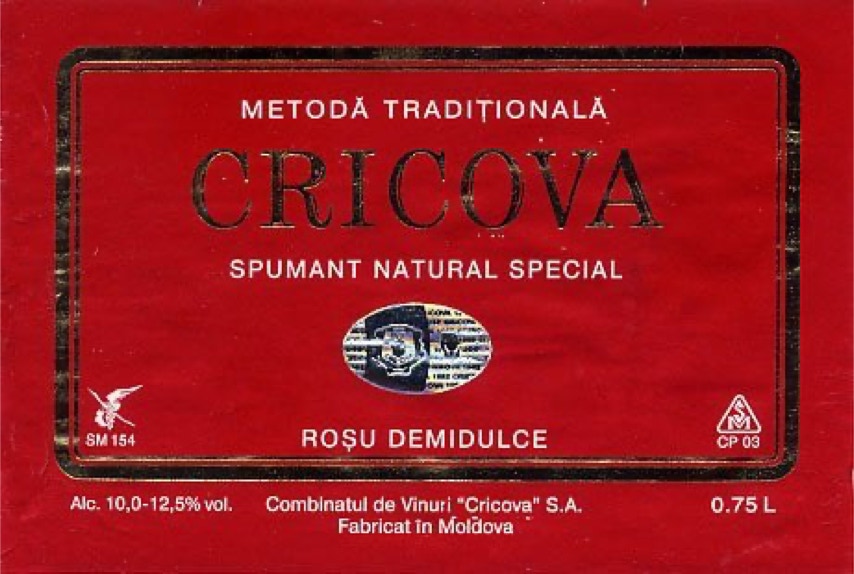 METODĂ TRADIȚIONALĂ
CRICOVA
SPUMANT NATURAL SPECIAL
SM 154
ROȘU DEMIDULCE
SM
CP 03
Alc. 10,0-12,5% vol.
Combinatul de Vinuri "Cricova" S.A.
0.75 L
Fabricat în Moldova